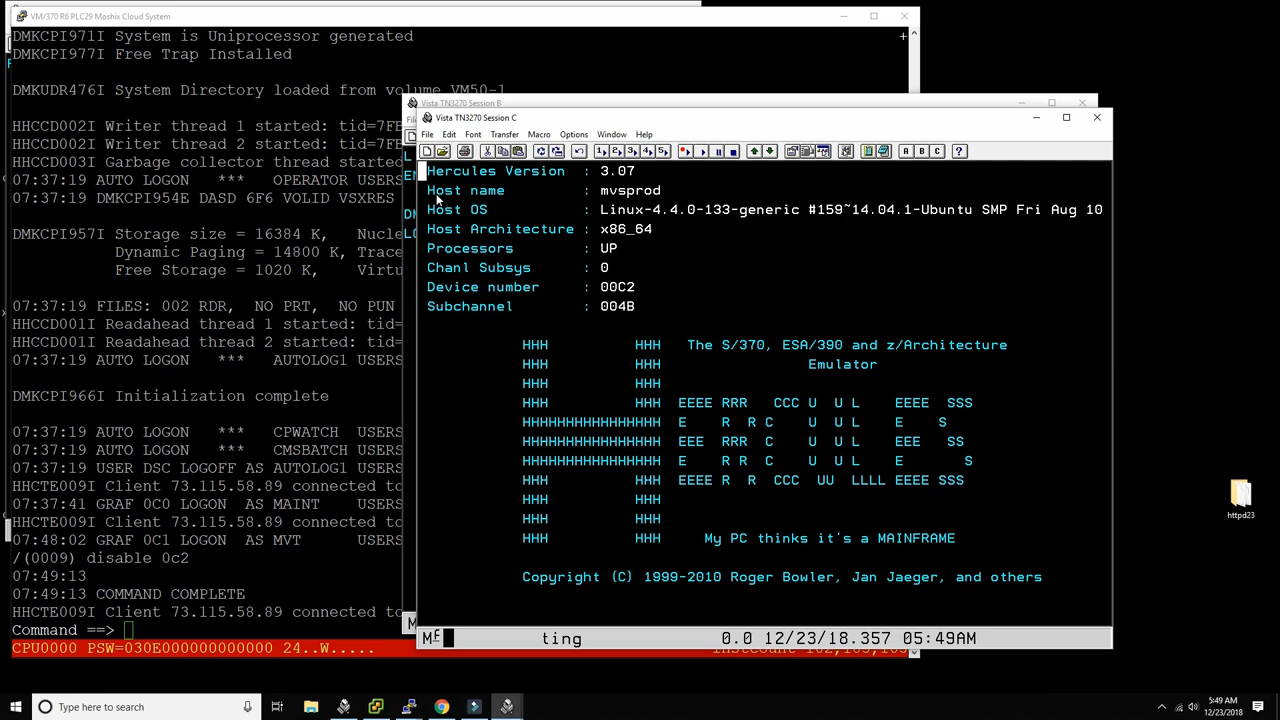 VM/370 R6 PLC29 Moshix Cloud System
DMKCPI971I System is Uniprocessor generated
DMKCPI977I Free Trap Installed
DMKUDR476I System Directory loaded from volume VM50-1
HHCCD002I Writer thread 1 started: tid=7FB
HHCCD002I Writer thread 2 started: tid=7FB
HHCCD003I Garbage collector thread started
07:37:19 AUTO LOGON *** OPERATOR USERS
07:37:19 DMKCPI954E DASD 6F6 VOLID VSXRES
DMKCPI957I Storage size = 16384 K, Nucle
Dynamic Paging = 14800 K, Trace
Free Storage = 1020 K, Virtu
07:37:19 FILES: 002 RDR, NO PRT, NO PUN
HHCCD001I Readahead thread 1 started: tid=
HHCCD001I Readahead thread 2 started: tid=
07:37:19 AUTO LOGON *** AUTOLOG1 USERS
DMKCPI966I Initialization complete
07:37:19 AUTO LOGON *** CPWATCH USERS
07:37:19 AUTO LOGON *** CMSBATCH USERS
07:37:19 USER DSC LOGOFF AS AUTOLOG1 USERS
HHCTE009I Client 73.115.58.89 connected to
07:37:41 GRAF 0C0 LOGON AS MAINT USERS
HHCTE009I Client 73.115.58.89 connected to
07:48:02 GRAF 0C1 LOGON AS MVT USERS
/(0009) disable 0c2
07:49:13
07:49:13 COMMAND COMPLETE
HHCTE009I Client 73.115.58.89 connected to
Command ==>
CPU0000 PSW=030E000000000000 24..W.....
Vista TN3270 Session B
Vista TN3270 Session C
File Edit Font Transfer Macro Options Window Help
Hercules Version : 3.07
Host name : mvsprod
Host OS : Linux-4.4.0-133-generic #159~14.04.1-Ubuntu SMP Fri Aug 10
Host Architecture : x86_64
Processors : UP
Chanl Subsys : 0
Device number : 00C2
Subchannel : 004B
HHH HHH The S/370, ESA/390 and z/Architecture
HHH HHH Emulator
HHH HHH
HHH HHH EEEE RRR CCC U U L EEEE SSS
HHHHHHHHHHHHHHHH E R R C U U L E S
HHHHHHHHHHHHHHHH EEE RRR C U U L EEE SS
HHHHHHHHHHHHHHHH E R R C U U L E S
HHH HHH EEEE R R CCC UU LLLL EEEE SSS
HHH HHH
HHH HHH
HHH HHH My PC thinks it's a MAINFRAME
Copyright (C) 1999-2010 Roger Bowler, Jan Jaeger, and others
ting 0.0 12/23/18.357 05:49AM
httpd23
Type here to search
5:49 AM
12/23/2018